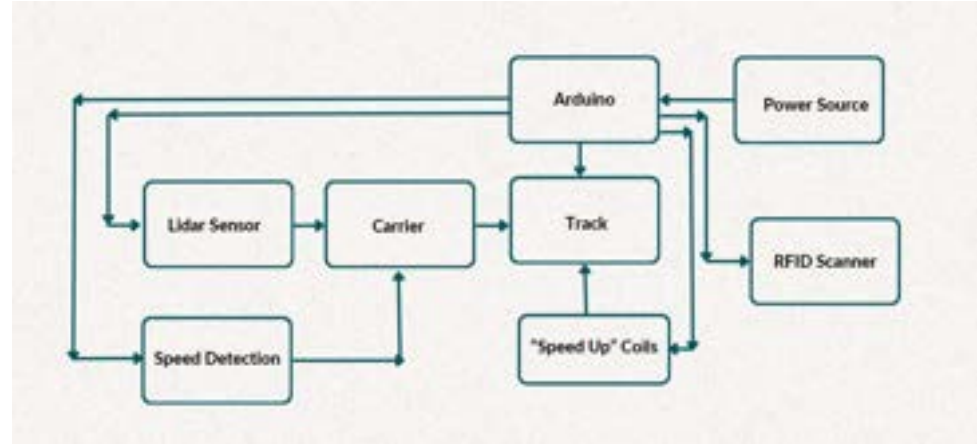 Arduino
Power Source
Lidar Sensor
Carrier
Track
RFID Scanner
Speed Detection
"Speed Up" Coils